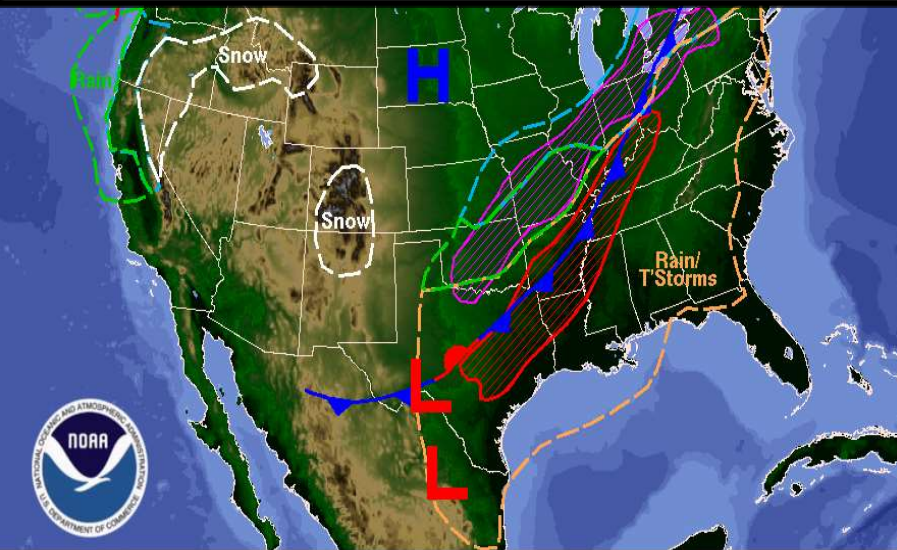 Snow
H
Rain
Snow
Rain/
T'Storms
L
L
NOAA
NATIONAL OCEANIC AND ATMOSPHERIC ADMINISTRATION
U.S. DEPARTMENT OF COMMERCE